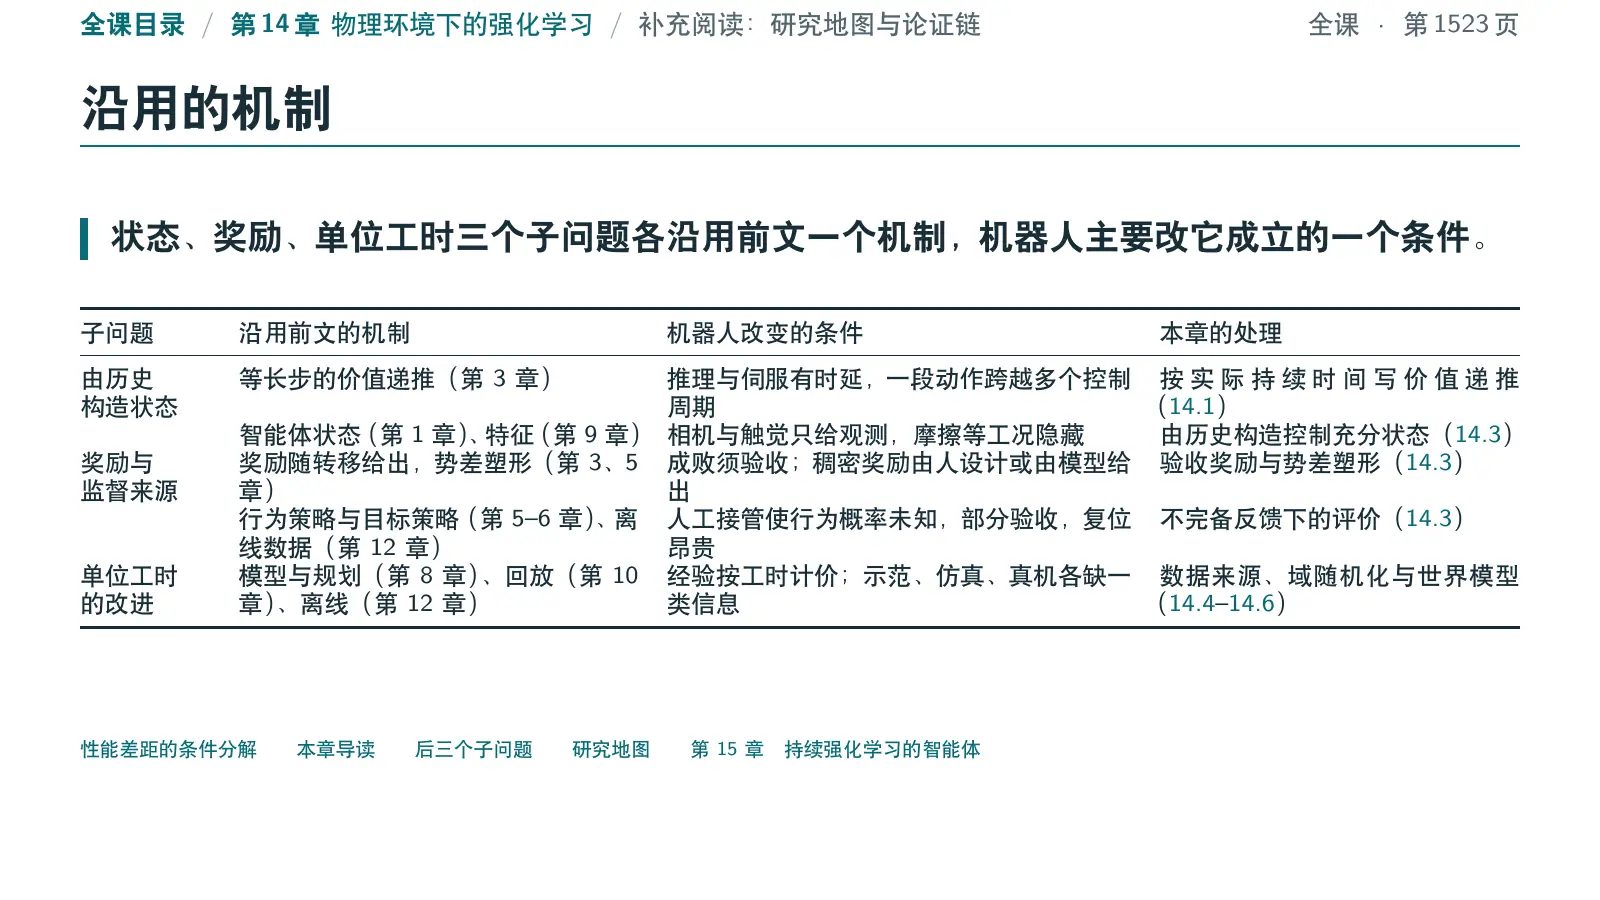 全课目录 / 第 14 章 物理环境下的强化学习 / 补充阅读：研究地图与论证链 全课 · 第 1523 页
沿用的机制
状态、奖励、单位工时三个子问题各沿用前文一个机制，机器人主要改它成立的一个条件。
子问题 沿用前文的机制 机器人改变的条件 本章的处理
由历史 等长步的价值递推（第 3 章） 推理与伺服有时延，一段动作跨越多个控制 按实际持续时间写价值递推
构造状态 周期 （14.1）
智能体状态（第 1 章）、特征（第 9 章） 相机与触觉只给观测，摩擦等工况隐藏 由历史构造控制充分状态（14.3）
奖励与 奖励随转移给出，势差塑形（第 3、5 成败须验收；稠密奖励由人设计或由模型给 验收奖励与势差塑形（14.3）
监督来源 章） 出
行为策略与目标策略（第 5–6 章）、离 人工接管使行为概率未知，部分验收，复位 不完备反馈下的评价（14.3）
线数据（第 12 章） 昂贵
单位工时 模型与规划（第 8 章）、回放（第 10 经验按工时计价；示范、仿真、真机各缺一 数据来源、域随机化与世界模型
的改进 章）、离线（第 12 章） 类信息 （14.4–14.6）
性能差距的条件分解 本章导读 后三个子问题 研究地图 第 15 章 持续强化学习的智能体